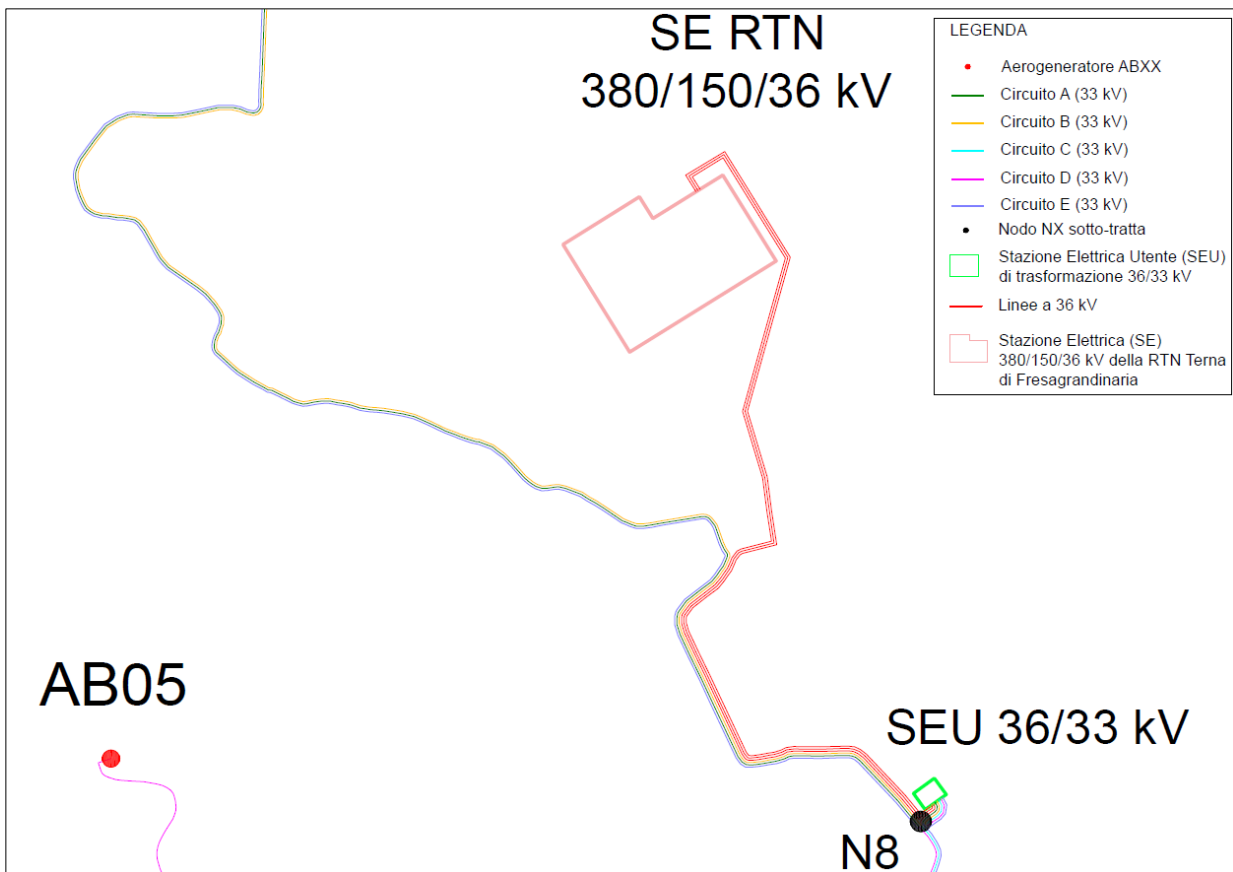 SE RTN
380/150/36 kV
LEGENDA
Aerogeneratore ABXX
Circuito A (33 kV)
Circuito B (33 kV)
Circuito C (33 kV)
Circuito D (33 kV)
Circuito E (33 kV)
Nodo NX sotto-tratta
Stazione Elettrica Utente (SEU)
di trasformazione 36/33 kV
Linee a 36 kV
Stazione Elettrica (SE)
380/150/36 kV della RTN Terna
di Fresagrandinaria
AB05
SEU 36/33 kV
N8